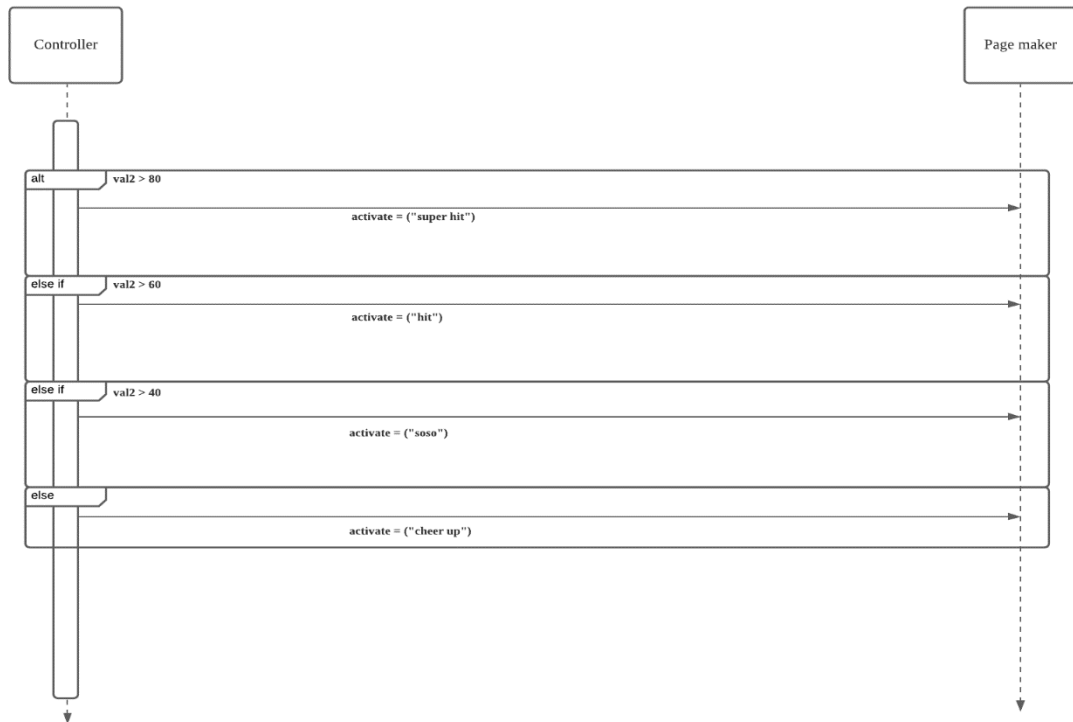 Controller
Page maker
alt
val2 > 80
activate = ("super hit")
else if
val2 > 60
activate = ("hit")
else if
val2 > 40
activate = ("soso")
else
activate = ("cheer up")